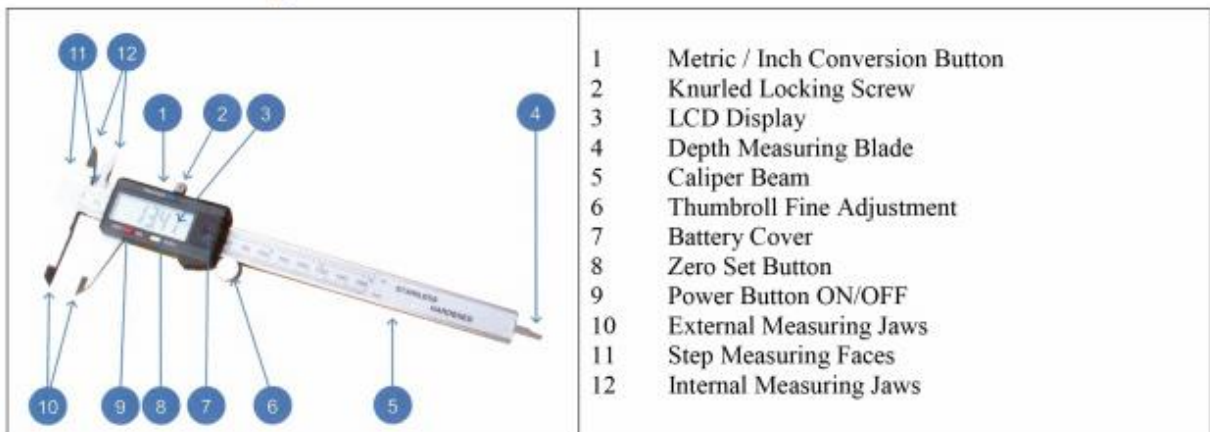 11
12
1
2
3
4
1 Metric / Inch Conversion Button
2 Knurled Locking Screw
3 LCD Display
4 Depth Measuring Blade
5 Caliper Beam
6 Thumbroll Fine Adjustment
7 Battery Cover
8 Zero Set Button
9 Power Button ON/OFF
10 External Measuring Jaws
11 Step Measuring Faces
12 Internal Measuring Jaws
STAINLESS
HARDENED
10
9
8
7
6
5